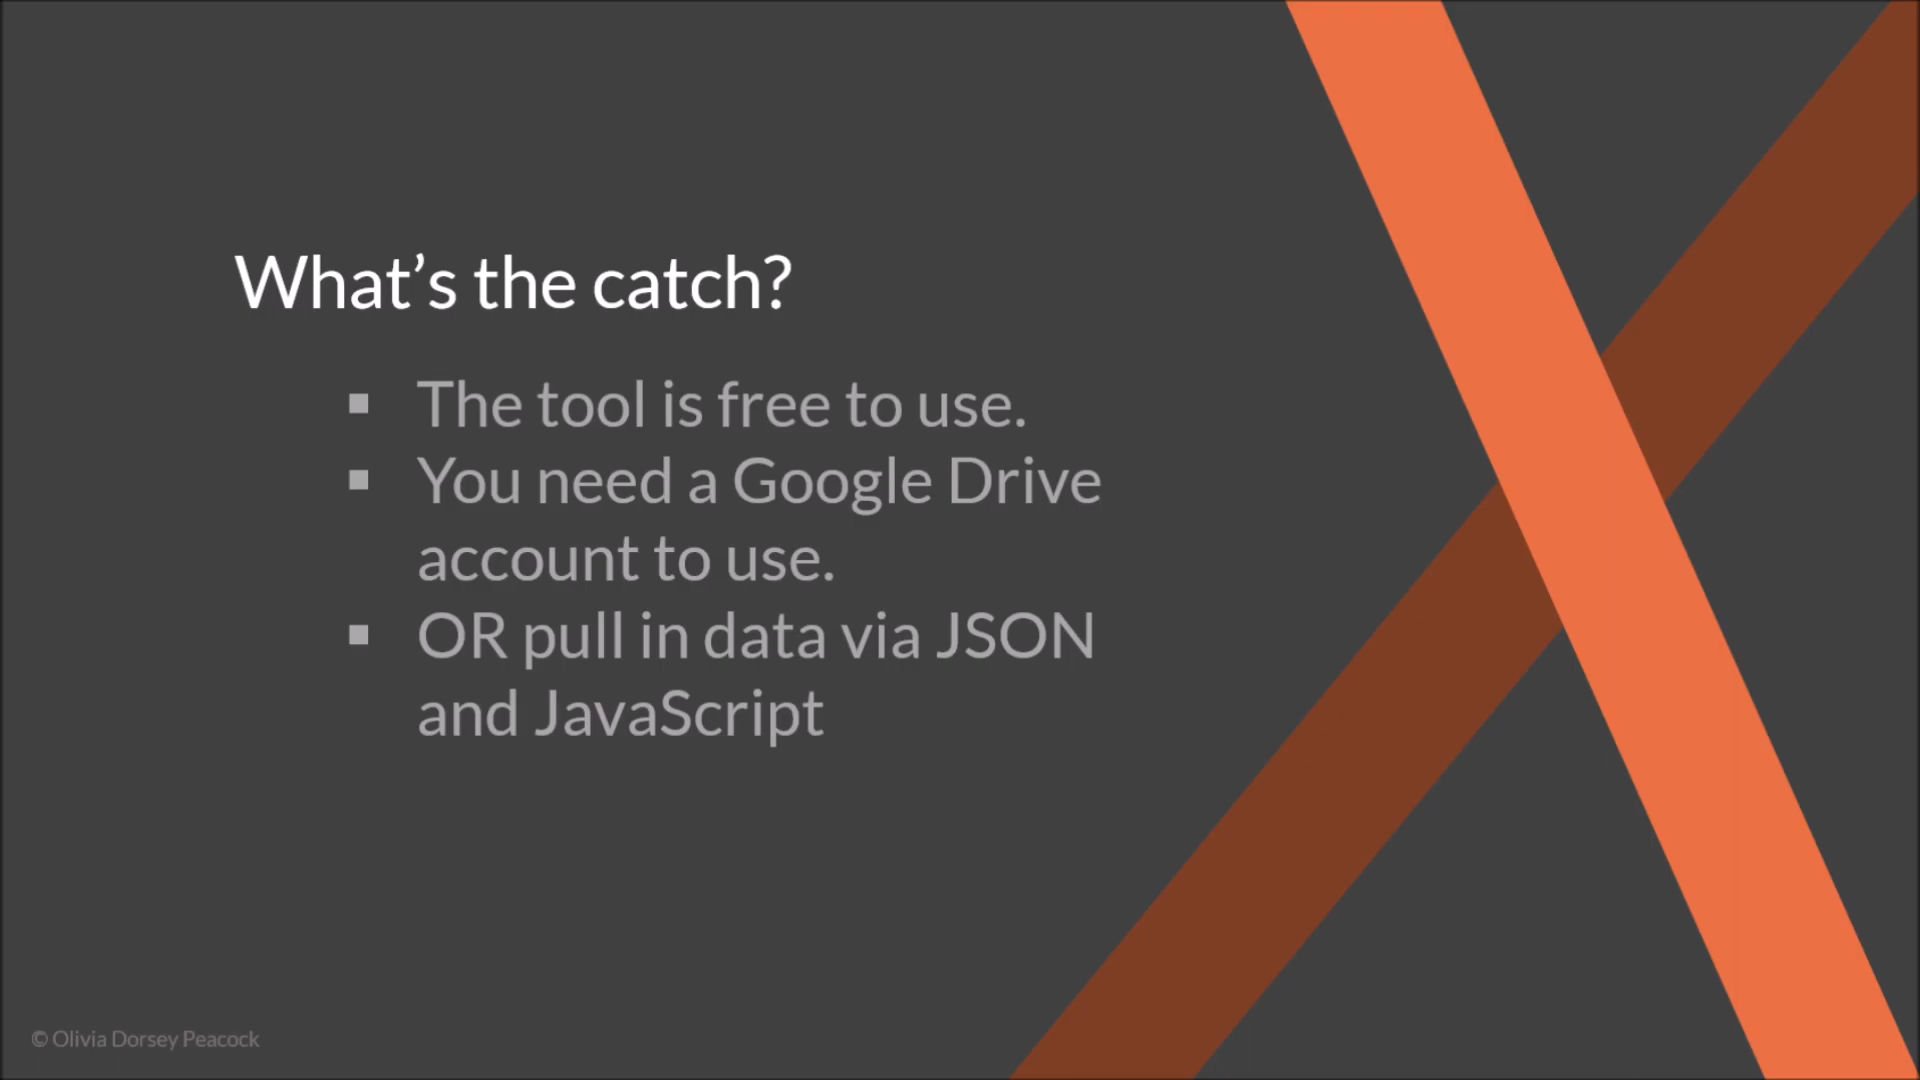 What’s the catch?
▪ The tool is free to use.
▪ You need a Google Drive
account to use.
▪ OR pull in data via JSON
and JavaScript
© Olivia Dorsey Peacock